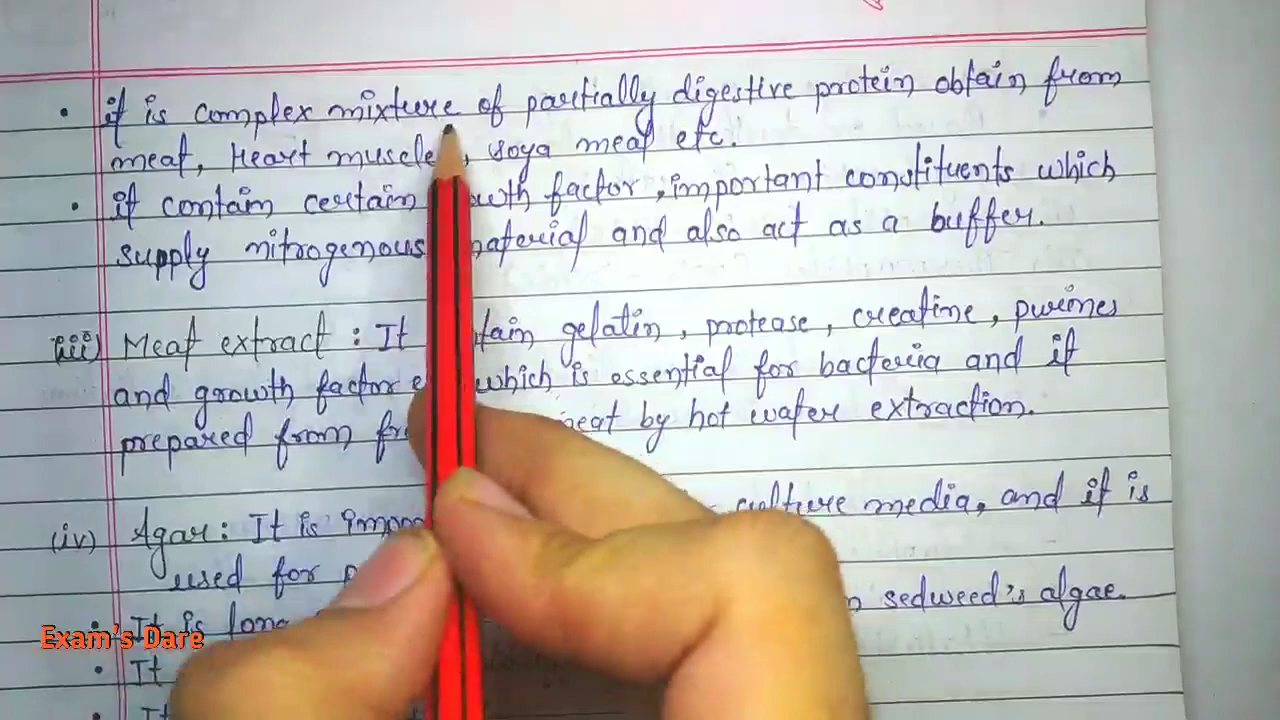 • it is complex mixture of partially digestive protein obtain from
meat, Heart muscle, soya meat etc.
• it contain certain factor, important constituents which
supply nitrogenous material and also act as a buffer.
iii) Meat extract : It gelatin, protease, creatine, purines
and growth factor which is essential for bacteria and it
prepared from meat by hot water extraction.
(iv) Agar : It is culture media, and it is
used for sedweed's algae.
• It is long
Exam's Dare
• It
• It